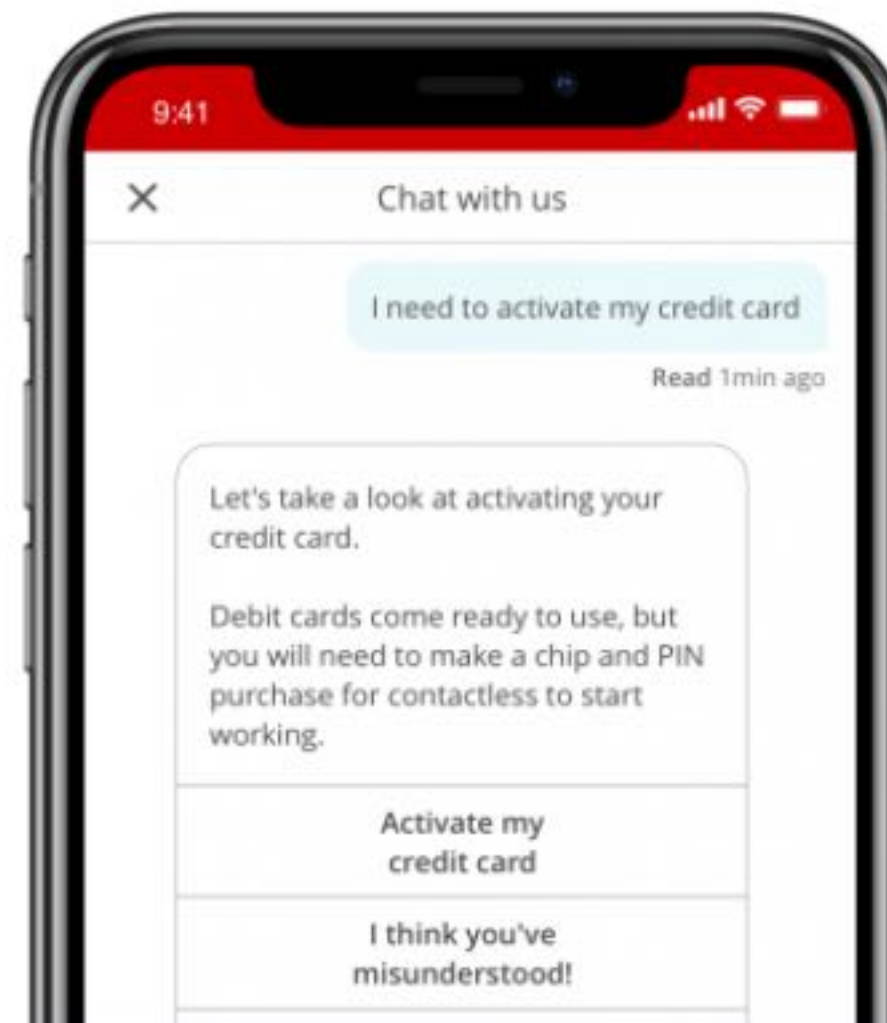 9:41
Chat with us
I need to activate my credit card
Read 1min ago
Let's take a look at activating your
credit card.
Debit cards come ready to use, but
you will need to make a chip and PIN
purchase for contactless to start
working.
Activate my
credit card
I think you've
misunderstood!